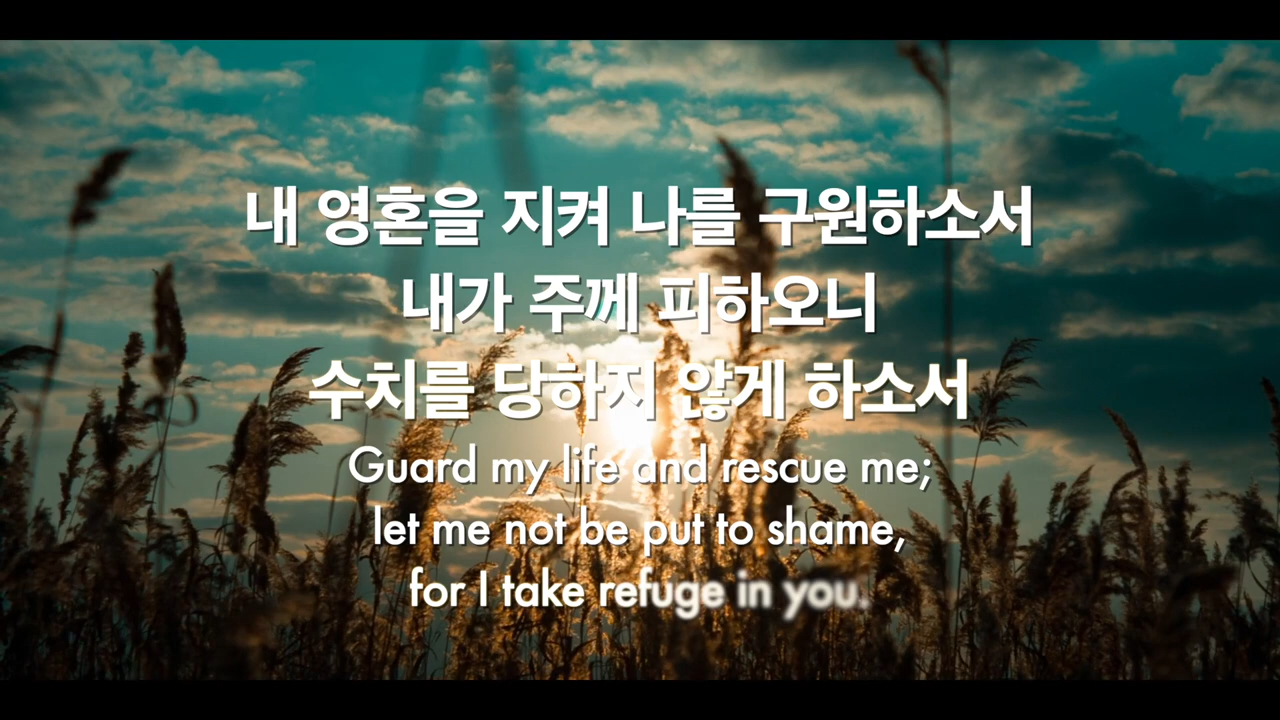 내 영혼을 지켜 나를 구원하소서
내가 주께 피하오니
수치를 당하지 않게 하소서
Guard my life and rescue me;
let me not be put to shame,
for I take refuge in you.